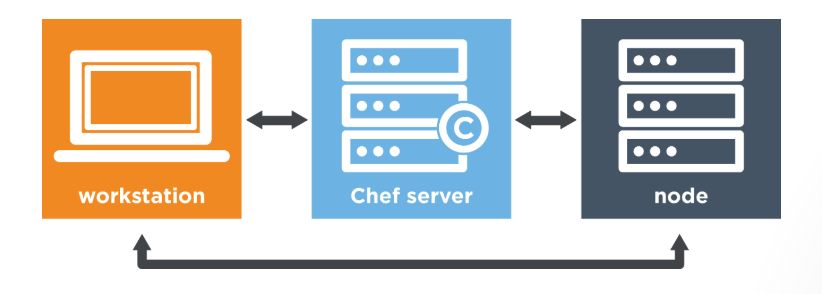 C
workstation
Chef server
node